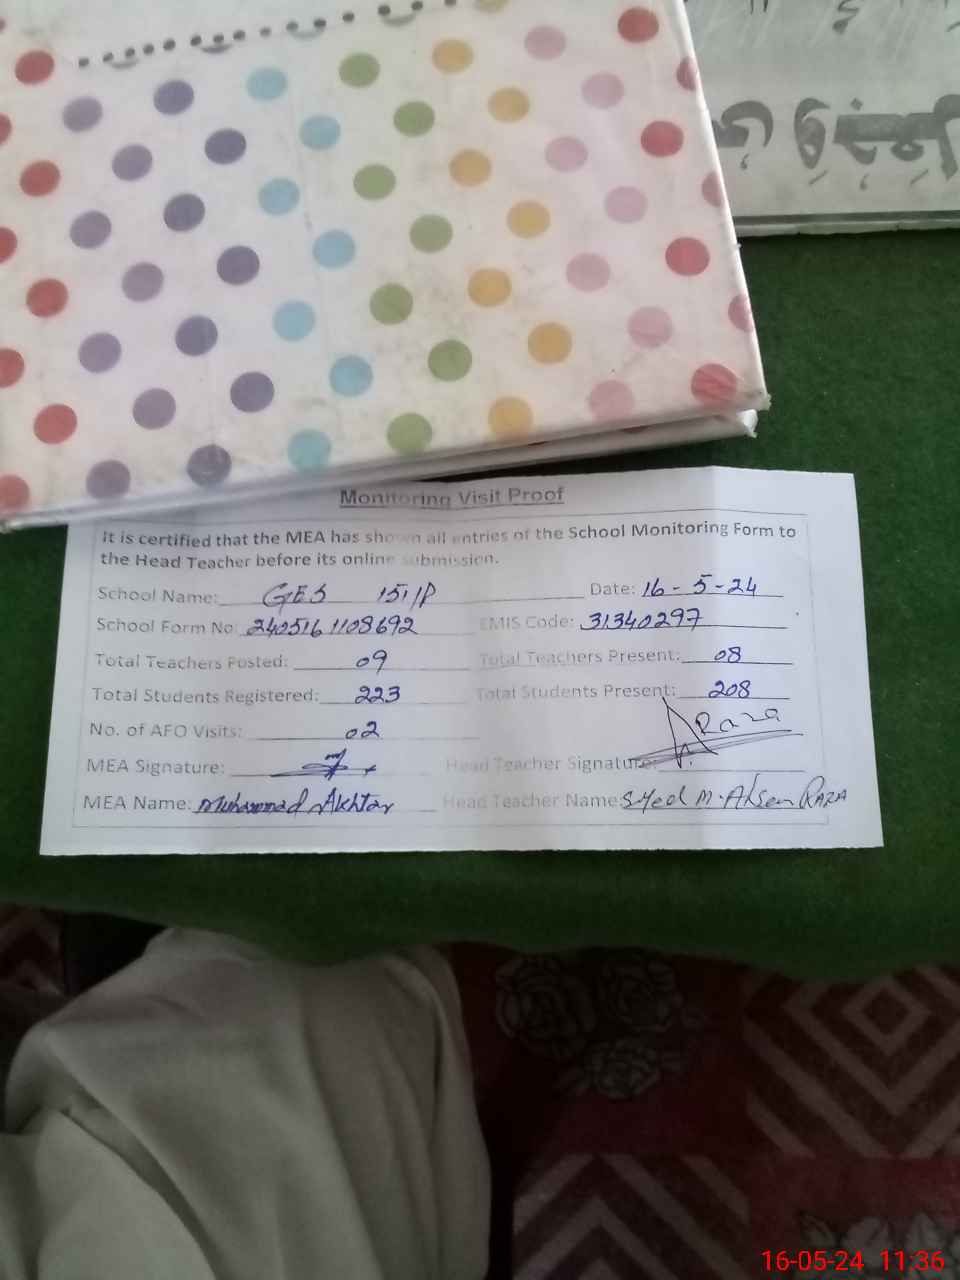 Monitoring Visit Proof
It is certified that the MEA has shown all entries of the School Monitoring Form to
the Head Teacher before its online submission.
School Name: GES 151/P Date: 16-5-24
School Form No: 240516 1108692 EMIS Code: 31340297
Total Teachers Posted: 09 Total Teachers Present: 08
Total Students Registered: 223 Total Students Present: 208
No. of AFO Visits: 02
MEA Signature: Head Teacher Signature: Raza
MEA Name: Muhammad Akhtar Head Teacher Name: Syed M. Ahsan RAZA
16-05-24 11:36